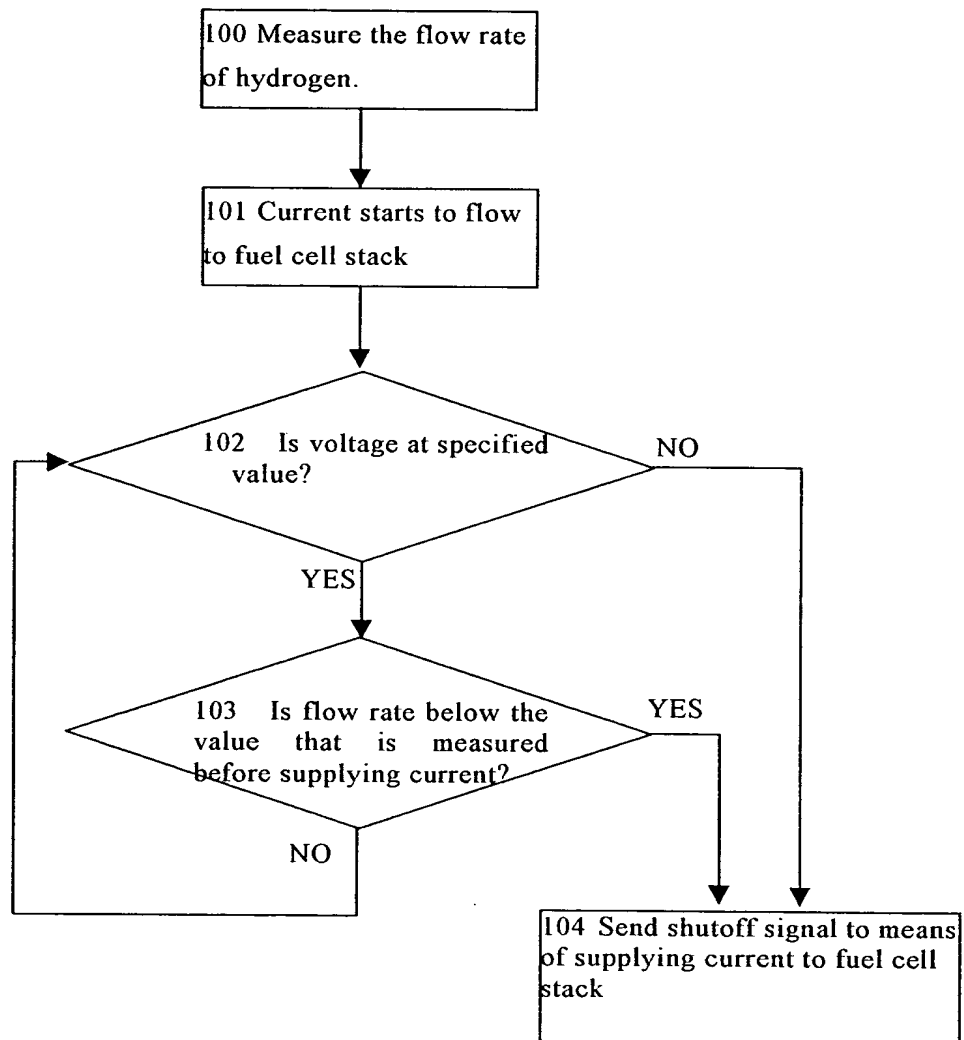 100 Measure the flow rate
of hydrogen.
101 Current starts to flow
to fuel cell stack
102 Is voltage at specified
value?
NO
YES
103 Is flow rate below the
value that is measured
before supplying current?
YES
NO
104 Send shutoff signal to means
of supplying current to fuel cell
stack